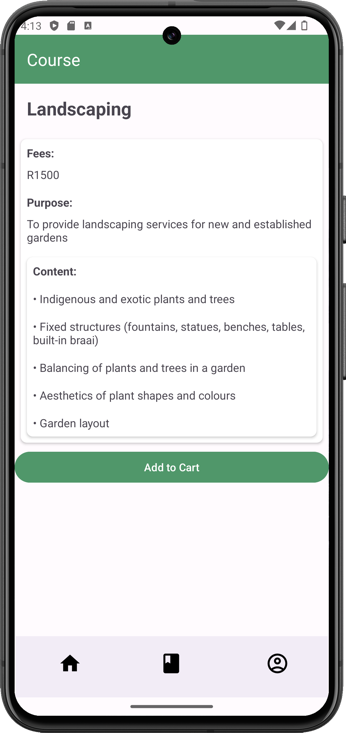 4:13
Course
Landscaping
Fees:
R1500
Purpose:
To provide landscaping services for new and established
gardens
Content:
• Indigenous and exotic plants and trees
• Fixed structures (fountains, statues, benches, tables,
built-in braai)
• Balancing of plants and trees in a garden
• Aesthetics of plant shapes and colours
• Garden layout
Add to Cart